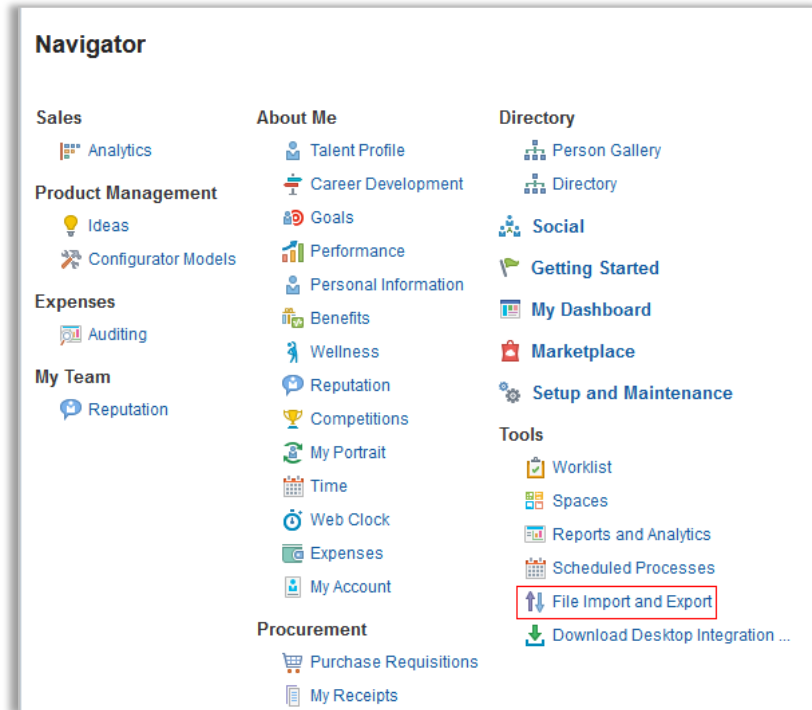 Navigator
Sales
Analytics
Product Management
Ideas
Configurator Models
Expenses
Auditing
My Team
Reputation
About Me
Talent Profile
Career Development
Goals
Performance
Personal Information
Benefits
Wellness
Reputation
Competitions
My Portrait
Time
Web Clock
Expenses
My Account
Procurement
Purchase Requisitions
My Receipts
Directory
Person Gallery
Directory
Social
Getting Started
My Dashboard
Marketplace
Setup and Maintenance
Tools
Worklist
Spaces
Reports and Analytics
Scheduled Processes
File Import and Export
Download Desktop Integration ...